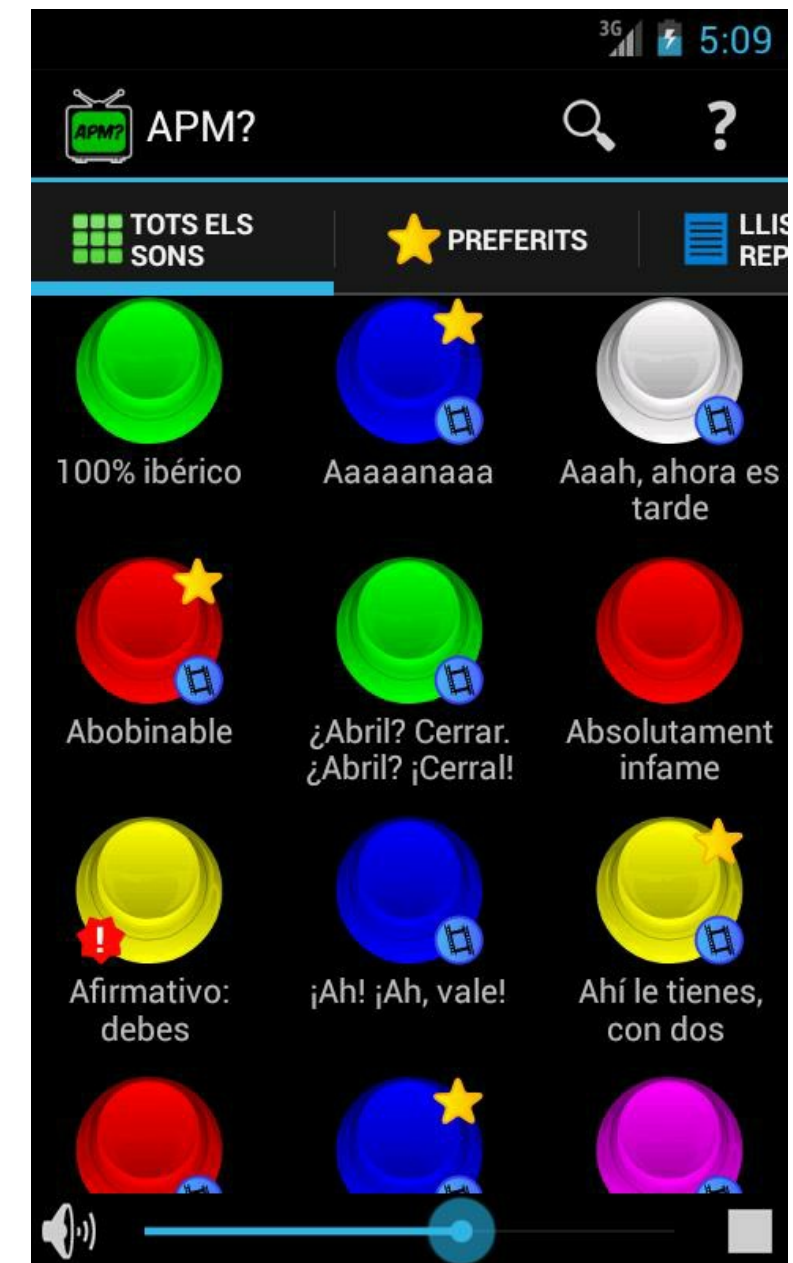 3G 5:09
APM? APM? ?
TOTS ELS
SONS
PREFERITS
LLIS
REP
100% ibérico
Aaaaanaaa
Aaah, ahora es
tarde
Abobinable
¿Abril? Cerrar.
¿Abril? ¡Cerral!
Absolutament
infame
!
Afirmativo:
debes
¡Ah! ¡Ah, vale!
Ahí le tienes,
con dos